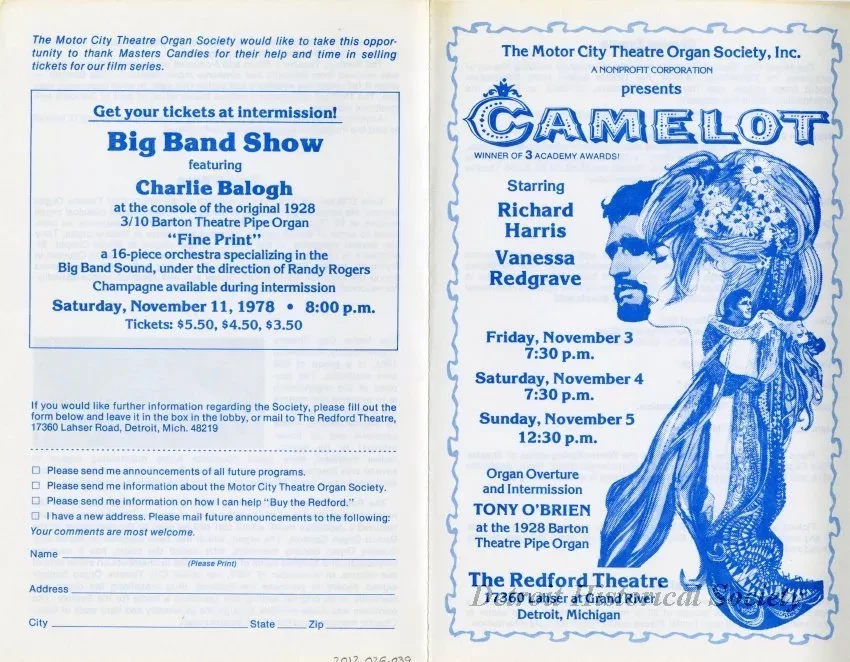 The Motor City Theatre Organ Society would like to take this oppor-
tunity to thank Masters Candies for their help and time in selling
tickets for our film series.
Get your tickets at intermission!
Big Band Show
featuring
Charlie Balogh
at the console of the original 1928
3/10 Barton Theatre Pipe Organ
"Fine Print"
a 16-piece orchestra specializing in the
Big Band Sound, under the direction of Randy Rogers
Champagne available during intermission
Saturday, November 11, 1978 • 8:00 p.m.
Tickets: $5.50, $4.50, $3.50
If you would like further information regarding the Society, please fill out the
form below and leave it in the box in the lobby, or mail to The Redford Theatre,
17360 Lahser Road, Detroit, Mich. 48219
☐ Please send me announcements of all future programs.
☐ Please send me information about the Motor City Theatre Organ Society.
☐ Please send me information on how I can help "Buy the Redford."
☐ I have a new address. Please mail future announcements to the following:
Your comments are most welcome.
Name
(Please Print)
Address
City State Zip
2012.026.039
The Motor City Theatre Organ Society, Inc.
A NONPROFIT CORPORATION
presents
CAMELOT
WINNER OF 3 ACADEMY AWARDS!
Starring
Richard
Harris
Vanessa
Redgrave
Friday, November 3
7:30 p.m.
Saturday, November 4
7:30 p.m.
Sunday, November 5
12:30 p.m.
Organ Overture
and Intermission
TONY O'BRIEN
at the 1928 Barton
Theatre Pipe Organ
The Redford Theatre
17360 Lahser at Grand River
Detroit, Michigan
Detroit Historical Society